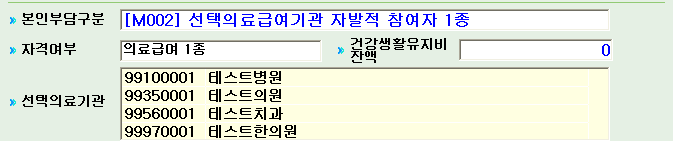 본인부담구분 [M002] 선택의료급여기관 자발적 참여자 1종
자격여부 의료급여 1종 건강생활유지비 잔액 0
선택의료기관
99100001 테스트병원
99350001 테스트의원
99560001 테스트치과
99970001 테스트한의원